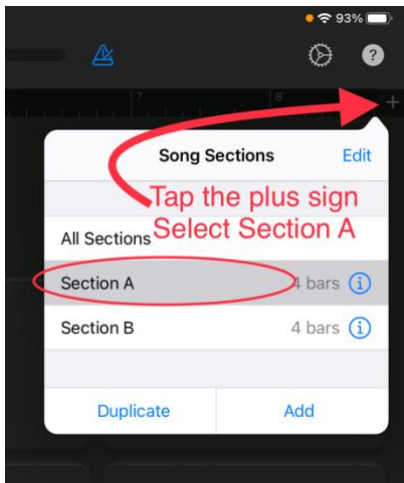 93%
?
7 8
+
Song Sections Edit
Tap the plus sign
Select Section A
All Sections
Section A 4 bars i
Section B 4 bars i
Duplicate Add